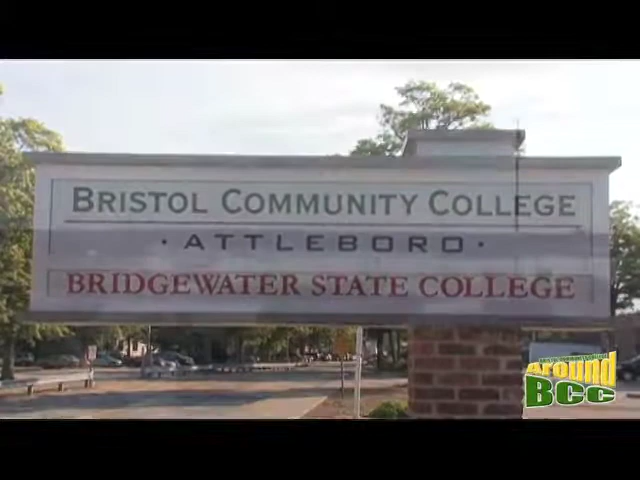 BRISTOL COMMUNITY COLLEGE
· ATTLEBORO ·
BRIDGEWATER STATE COLLEGE
Around
BCC